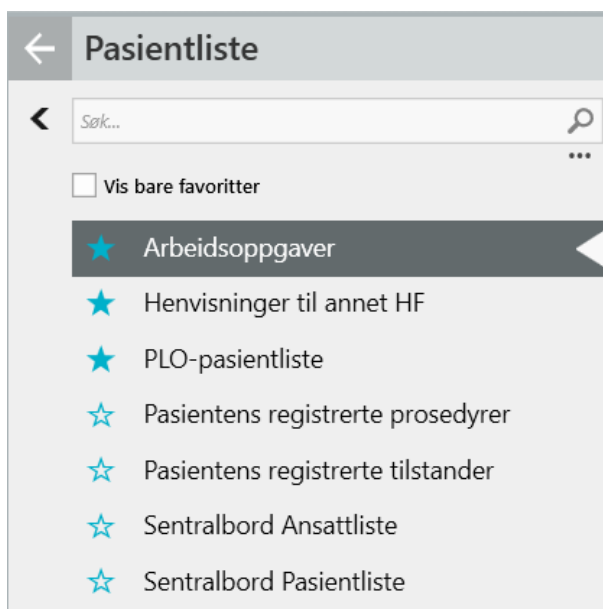 Pasientliste
Søk...
Vis bare favoritter
Arbeidsoppgaver
Henvisninger til annet HF
PLO-pasientliste
Pasientens registrerte prosedyrer
Pasientens registrerte tilstander
Sentralbord Ansattliste
Sentralbord Pasientliste